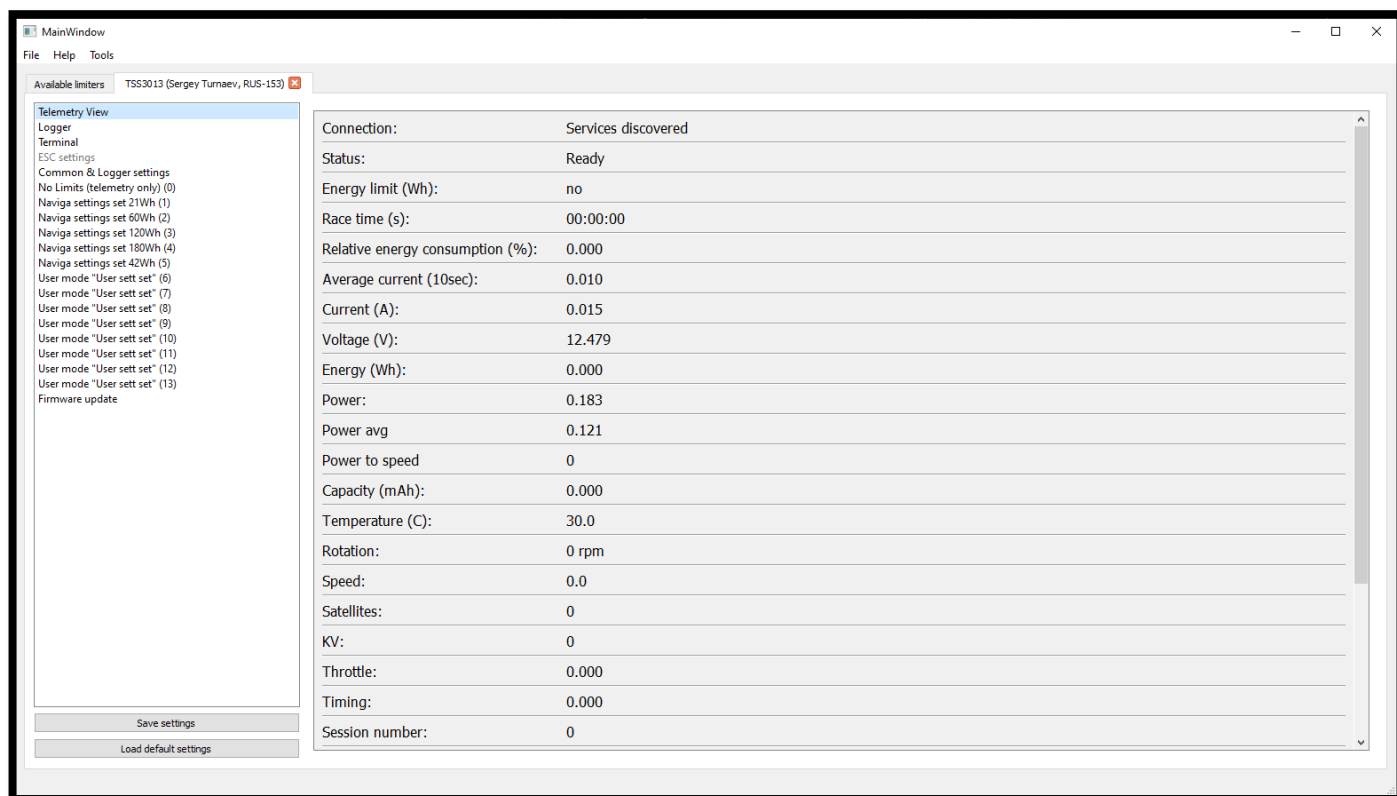 MainWindow
File Help Tools
Available limiters TSS3013 (Sergey Turnaev, RUS-153)
Telemetry View
Logger
Terminal
ESC settings
Common & Logger settings
No Limits (telemetry only) (0)
Naviga settings set 21Wh (1)
Naviga settings set 60Wh (2)
Naviga settings set 120Wh (3)
Naviga settings set 180Wh (4)
Naviga settings set 42Wh (5)
User mode "User sett set" (6)
User mode "User sett set" (7)
User mode "User sett set" (8)
User mode "User sett set" (9)
User mode "User sett set" (10)
User mode "User sett set" (11)
User mode "User sett set" (12)
User mode "User sett set" (13)
Firmware update
Save settings
Load default settings
Connection: Services discovered
Status: Ready
Energy limit (Wh): no
Race time (s): 00:00:00
Relative energy consumption (%): 0.000
Average current (10sec): 0.010
Current (A): 0.015
Voltage (V): 12.479
Energy (Wh): 0.000
Power: 0.183
Power avg 0.121
Power to speed 0
Capacity (mAh): 0.000
Temperature (C): 30.0
Rotation: 0 rpm
Speed: 0.0
Satellites: 0
KV: 0
Throttle: 0.000
Timing: 0.000
Session number: 0